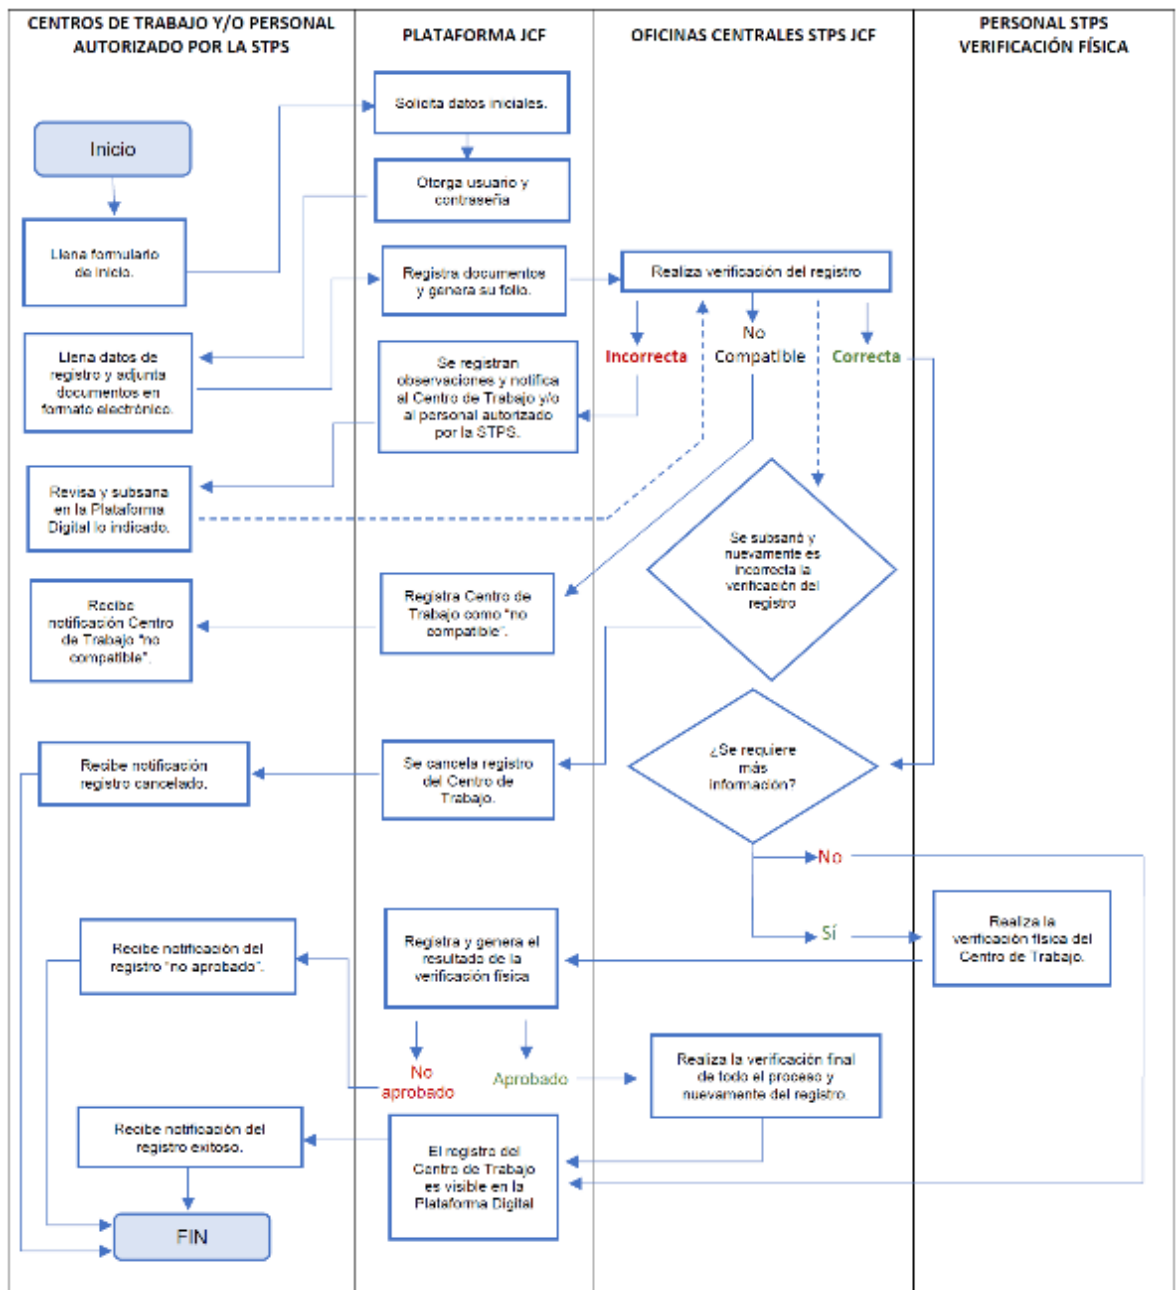 CENTROS DE TRABAJO Y/O PERSONAL
AUTORIZADO POR LA STPS
PLATAFORMA JCF
OFICINAS CENTRALES STPS JCF
PERSONAL STPS
VERIFICACIÓN FÍSICA
Solicita datos iniciales.
Inicio
Otorga usuario y
contraseña
Llena formulario
de inicio.
Registra documentos
y genera su folio.
Realiza verificación del registro
Incorrecta
No
Compatible
Correcta
Llena datos de
registro y adjunta
documentos en
formato electrónico.
Se registran
observaciones y notifica
al Centro de Trabajo y/o
al personal autorizado
por la STPS.
Revisa y subsana
en la Plataforma
Digital lo indicado.
Se subsanó y
nuevamente es
incorrecta la
verificación del
registro
Recibe
notificación Centro
de Trabajo "no
compatible".
Registra Centro de
Trabajo como "no
compatible".
¿Se requiere
más
información?
Recibe notificación
registro cancelado.
Se cancela registro
del Centro de
Trabajo.
No
Sí
Realiza la
verificación física del
Centro de Trabajo.
Recibe notificación del
registro "no aprobado".
Registra y genera el
resultado de la
verificación física
No
aprobado
Aprobado
Realiza la verificación final
de todo el proceso y
nuevamente del registro.
Recibe notificación del
registro exitoso.
El registro del
Centro de Trabajo
es visible en la
Plataforma Digital
FIN